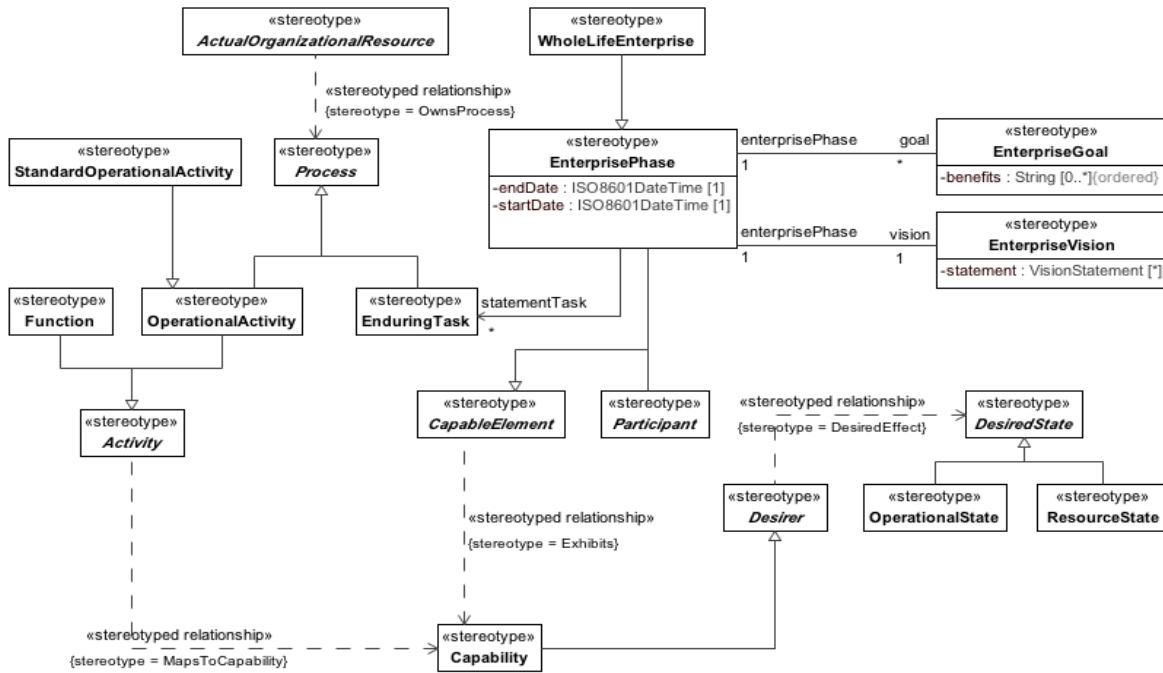 «stereotype»
ActualOrganizationalResource
«stereotype»
WholeLifeEnterprise
«stereotyped relationship»
{stereotype = OwnsProcess}
«stereotype»
StandardOperationalActivity
«stereotype»
Process
«stereotype»
EnterprisePhase
-endDate : ISO8601DateTime [1]
-startDate : ISO8601DateTime [1]
enterprisePhase
goal
1
*
«stereotype»
EnterpriseGoal
-benefits : String [0..*]{ordered}
enterprisePhase
vision
1
1
«stereotype»
EnterpriseVision
-statement : VisionStatement [*]
«stereotype»
Function
«stereotype»
OperationalActivity
«stereotype»
EnduringTask
statementTask
*
«stereotype»
Activity
«stereotype»
CapableElement
«stereotype»
Participant
«stereotyped relationship»
{stereotype = DesiredEffect}
«stereotype»
DesiredState
«stereotype»
Desirer
«stereotype»
OperationalState
«stereotype»
ResourceState
«stereotyped relationship»
{stereotype = Exhibits}
«stereotyped relationship»
{stereotype = MapsToCapability}
«stereotype»
Capability